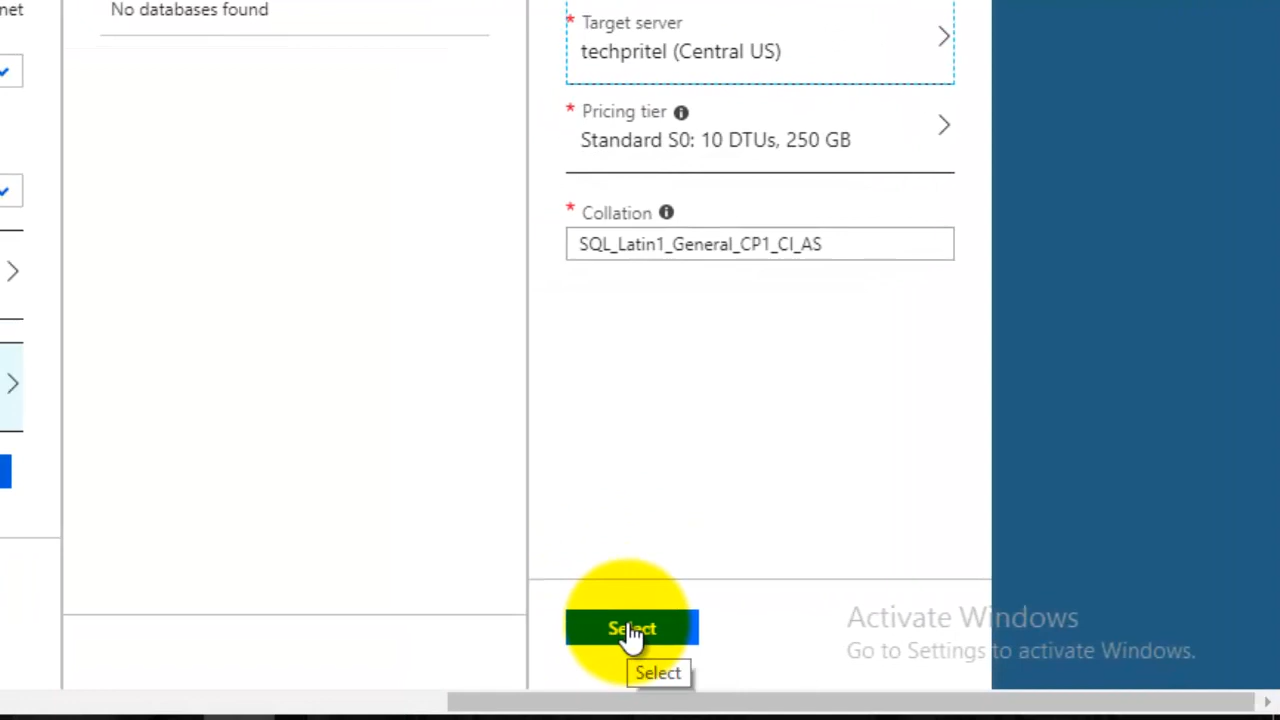 net
No databases found
* Target server
techpritel (Central US)
* Pricing tier
Standard S0: 10 DTUs, 250 GB
* Collation
SQL_Latin1_General_CP1_CI_AS
Select
Select
Activate Windows
Go to Settings to activate Windows.